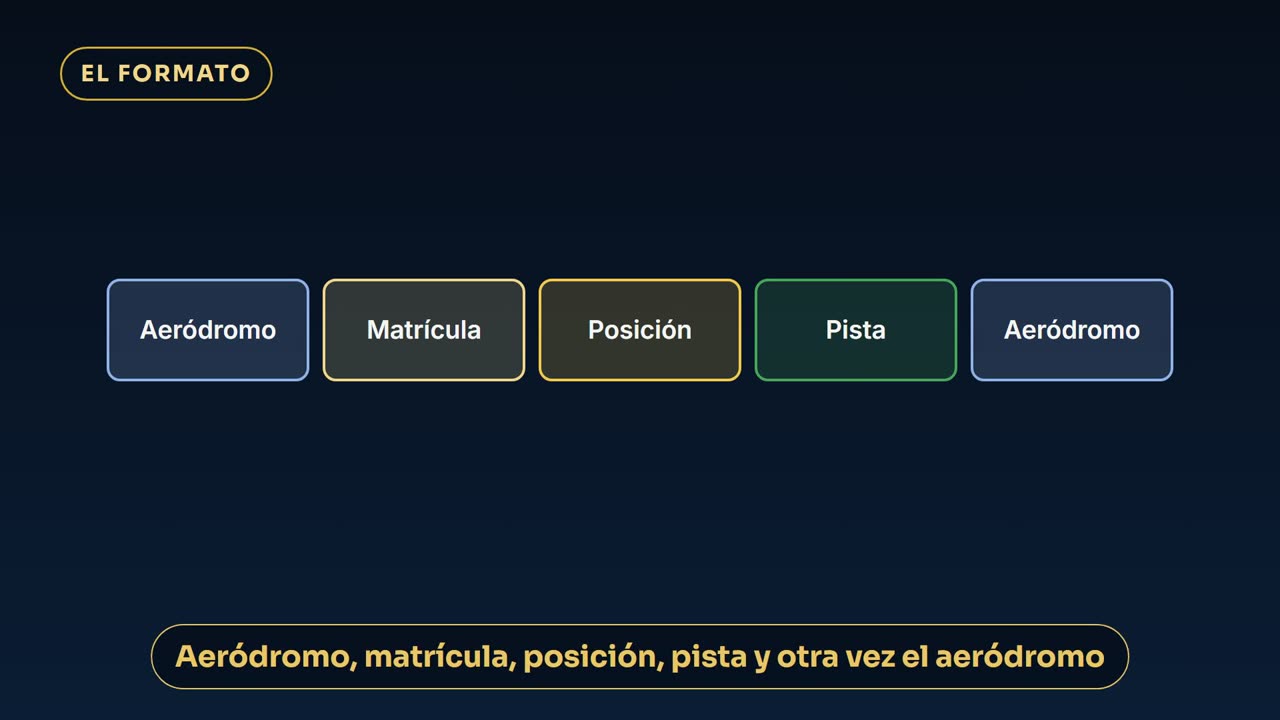 EL FORMATO
Aeródromo Matrícula Posición Pista Aeródromo
Aeródromo, matrícula, posición, pista y otra vez el aeródromo